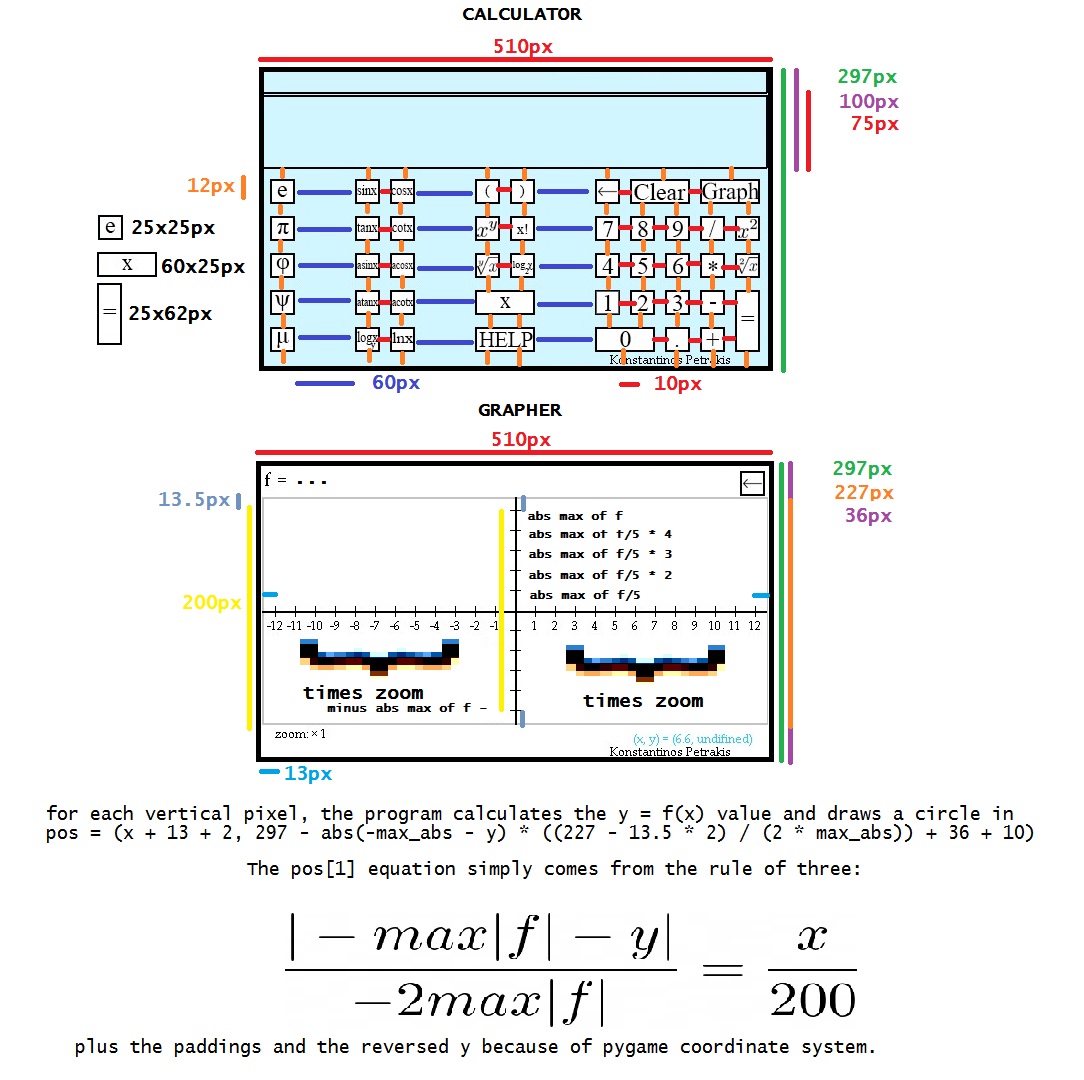 CALCULATOR
510px
297px
100px
75px
12px
e sinx cosx ( ) ← Clear Graph
e 25x25px
π tanx cotx x^y x! 7 8 9 / x^2
x 60x25px
φ asinx acosx ^y√x log₂x 4 5 6 * ^2√x
= 25x62px
ψ atanx acotx x 1 2 3 - =
μ logx lnx HELP 0 . +
Konstantinos Petrakis
60px
10px
GRAPHER
510px
f = ...
←
297px
227px
36px
13.5px
abs max of f
abs max of f/5 * 4
abs max of f/5 * 3
abs max of f/5 * 2
abs max of f/5
200px
-12 -11 -10 -9 -8 -7 -6 -5 -4 -3 -2 -1 1 2 3 4 5 6 7 8 9 10 11 12
times zoom
times zoom
minus abs max of f -
zoom: × 1
(x, y) = (6.6, undifined)
Konstantinos Petrakis
13px
for each vertical pixel, the program calculates the y = f(x) value and draws a circle in
pos = (x + 13 + 2, 297 - abs(-max_abs - y) * ((227 - 13.5 * 2) / (2 * max_abs)) + 36 + 10)
The pos[1] equation simply comes from the rule of three:
|-max|f|-y| / -2max|f| = x / 200
plus the paddings and the reversed y because of pygame coordinate system.